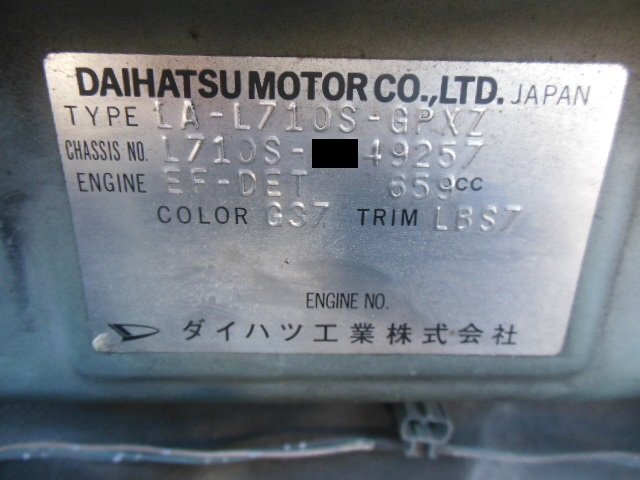 DAIHATSU MOTOR CO.,LTD. JAPAN
TYPE LA-L710S-GPXZ
CHASSIS NO. L710S- 49257
ENGINE EF-DET 659CC
COLOR G37 TRIM LBS7
ENGINE NO.
ダイハツ工業株式会社